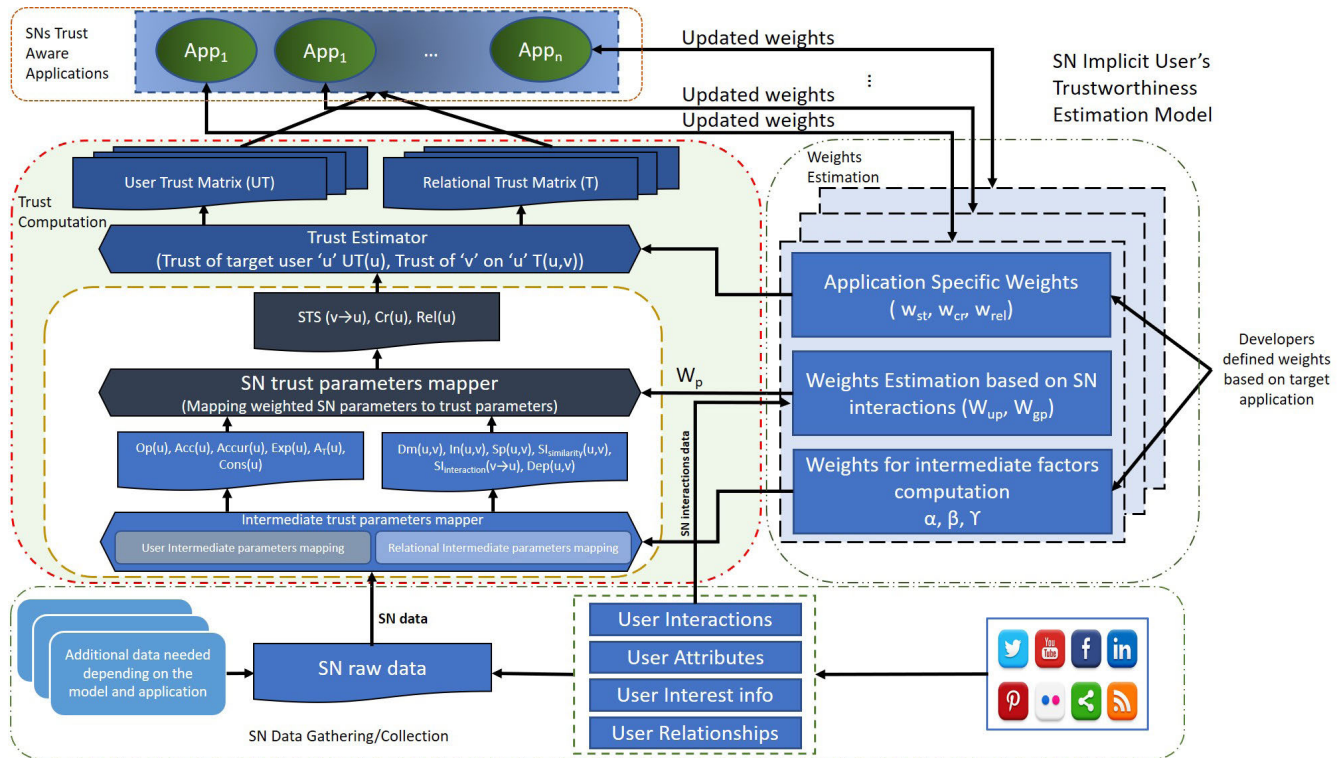 SNs Trust
Aware
Applications
App1
App1
...
Appn
Updated weights
...
Updated weights
Updated weights
SN Implicit User's
Trustworthiness
Estimation Model
Trust
Computation
User Trust Matrix (UT)
Relational Trust Matrix (T)
Trust Estimator
(Trust of target user 'u' UT(u), Trust of 'v' on 'u' T(u,v))
STS (v→u), Cr(u), Rel(u)
SN trust parameters mapper
(Mapping weighted SN parameters to trust parameters)
Op(u), Acc(u), Accur(u), Exp(u), AT(u),
Cons(u)
Dm(u,v), In(u,v), Sp(u,v), SIsimilarity(u,v),
SIinteraction(v→u), Dep(u,v)
Intermediate trust parameters mapper
User Intermediate parameters mapping
Relational Intermediate parameters mapping
Wp
SN interactions data
Weights
Estimation
Application Specific Weights
( wst, wcr, wrel)
Weights Estimation based on SN
interactions (Wup, Wgp)
Weights for intermediate factors
computation
α, β, ϒ
Developers
defined weights
based on target
application
SN data
Additional data needed
depending on the
model and application
SN raw data
User Interactions
User Attributes
User Interest info
User Relationships
You
Tube
f
in
SN Data Gathering/Collection